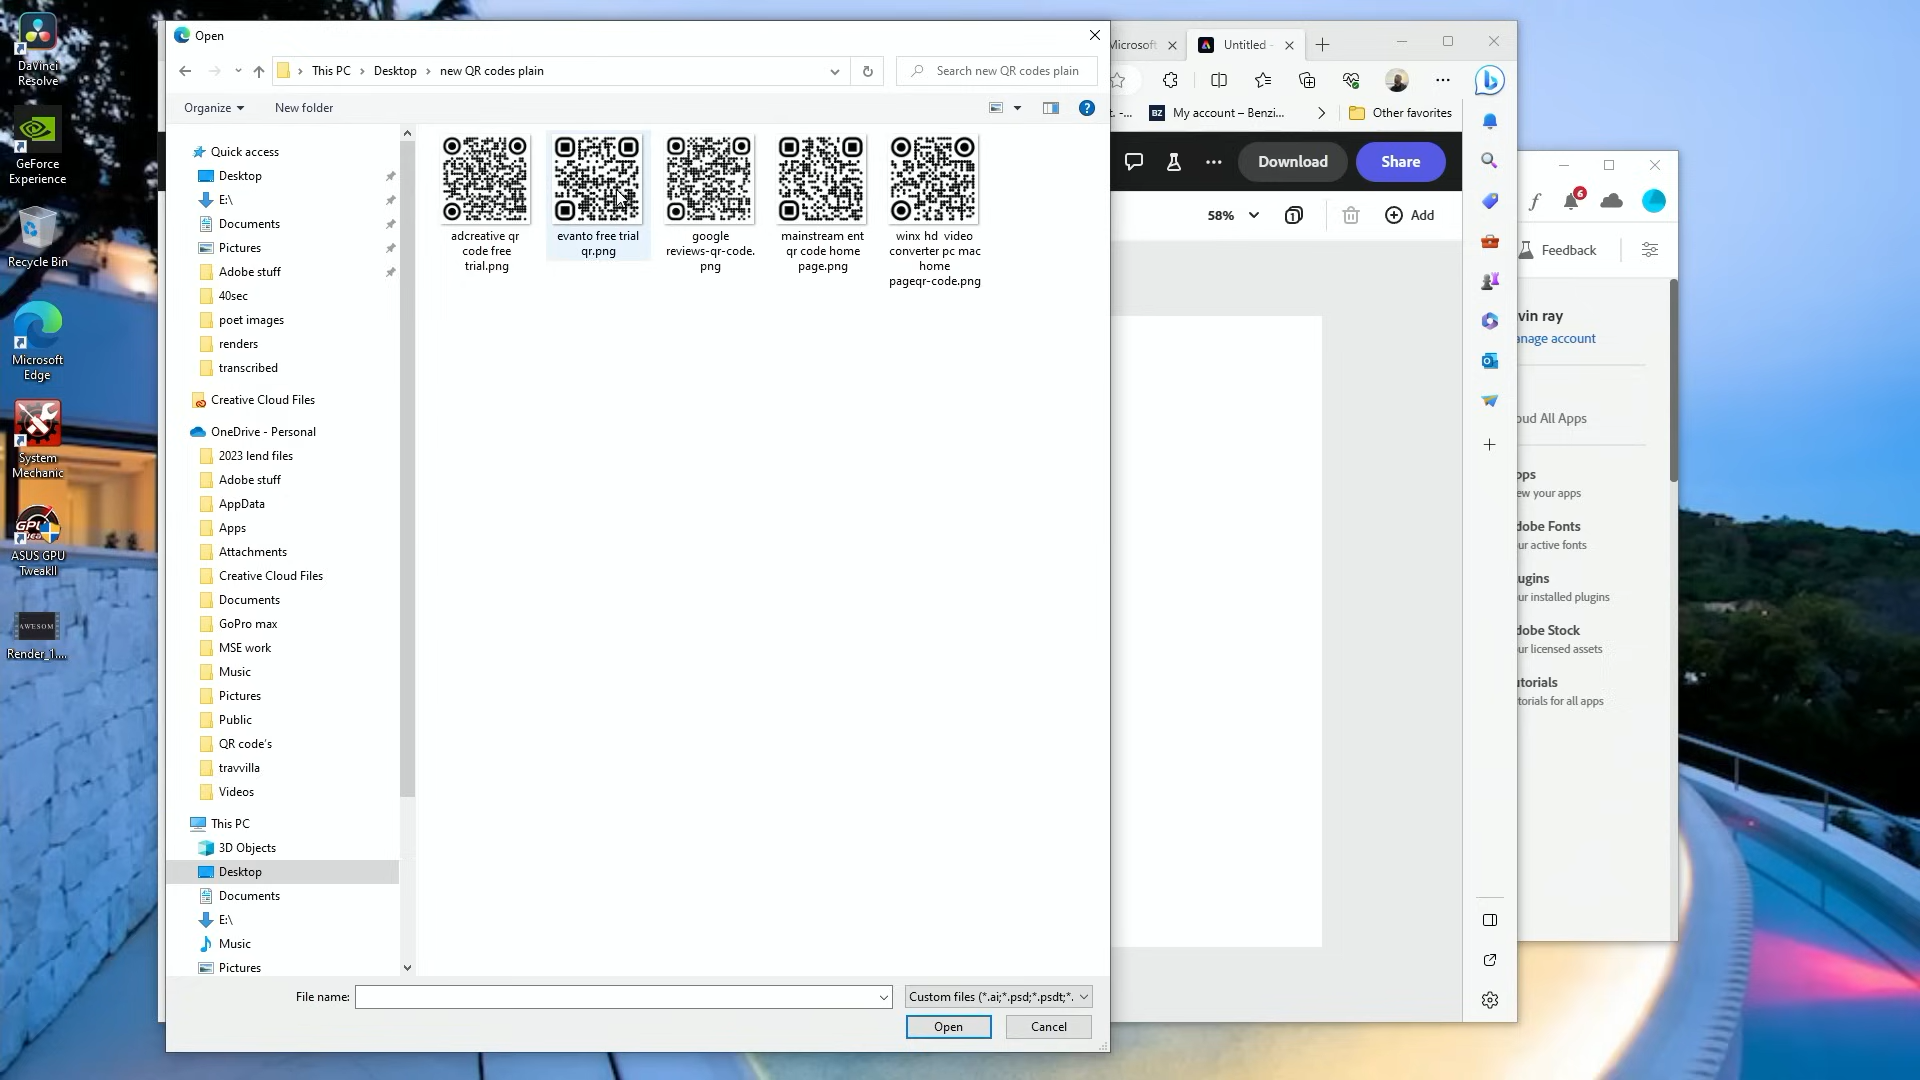 DaVinci
Resolve
GeForce
Experience
Recycle Bin
Microsoft
Edge
System
Mechanic
ASUS GPU
TweakII
AWESOM
Render_1....
Open
This PC
Desktop
new QR codes plain
Search new QR codes plain
Organize
New folder
Quick access
Desktop
E:\
Documents
Pictures
Adobe stuff
40sec
poet images
renders
transcribed
Creative Cloud Files
OneDrive - Personal
2023 lend files
Adobe stuff
AppData
Apps
Attachments
Creative Cloud Files
Documents
GoPro max
MSE work
Music
Pictures
Public
QR code's
travvilla
Videos
This PC
3D Objects
Desktop
Documents
E:\
Music
Pictures
adcreative qr
code free
trial.png
evanto free trial
qr.png
google
reviews-qr-code.
png
mainstream ent
qr code home
page.png
winx hd video
converter pc mac
home
pageqr-code.png
File name:
Custom files (*.ai;*.psd;*.psdt;*.
Open
Cancel
Microsoft
Untitled -
t. -...
BZ
My account – Benzi...
Other favorites
Download
Share
58%
1
Add
6
Feedback
vin ray
anage account
oud All Apps
pps
ew your apps
dobe Fonts
ur active fonts
ugins
ur installed plugins
dobe Stock
ur licensed assets
utorials
torials for all apps